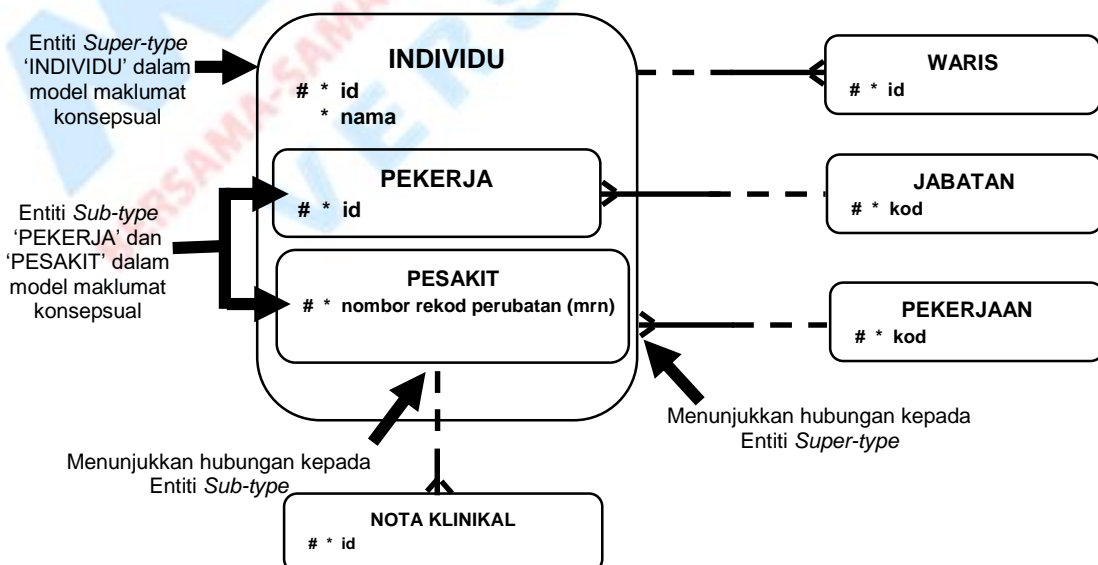 Entiti Super-type
'INDIVIDU' dalam
model maklumat
konsepsual
INDIVIDU
# * id
* nama
WARIS
# * id
PEKERJA
# * id
JABATAN
# * kod
Entiti Sub-type
'PEKERJA' dan
'PESAKIT' dalam
model maklumat
konsepsual
PESAKIT
# * nombor rekod perubatan (mrn)
PEKERJAAN
# * kod
Menunjukkan hubungan kepada
Entiti Super-type
Menunjukkan hubungan kepada
Entiti Sub-type
NOTA KLINIKAL
# * id